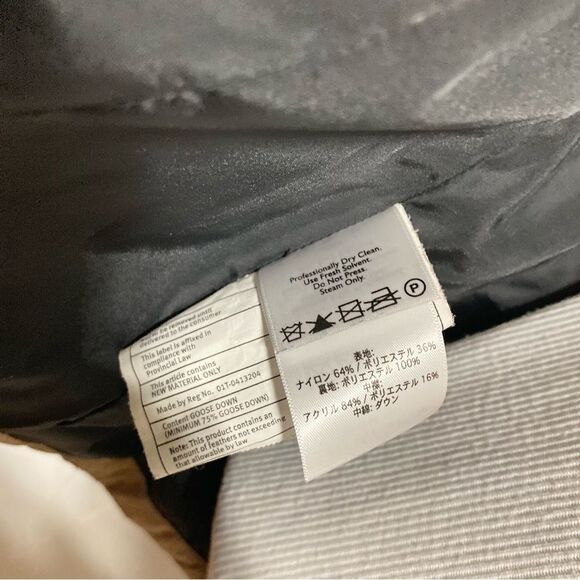 Professionally Dry Clean.
Use Fresh Solvent.
Do Not Press.
Steam Only.
P
表地:
ナイロン 64% / ポリエステル 36%
裏地: ポリエステル 100%
中部:
アクリル 84% / ポリエステル 16%
中綿: ダウン
to be removed until
delivered to the consumer
This label is affixed in
compliance with
Provincial Law
This article contains
NEW MATERIAL ONLY
Made by Reg No. 01T-0413204
Content GOOSE DOWN
(MINIMUM 75% GOOSE DOWN)
Note: This product contains an
amount of feathers not exceeding
that allowable by law